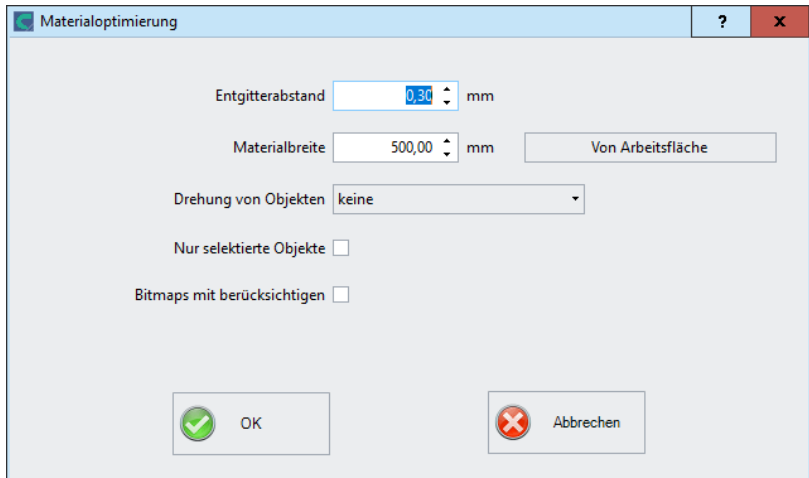 Materialoptimierung ? x
Entgitterabstand 0,30 mm
Materialbreite 500,00 mm Von Arbeitsfläche
Drehung von Objekten keine
Nur selektierte Objekte
Bitmaps mit berücksichtigen
OK Abbrechen